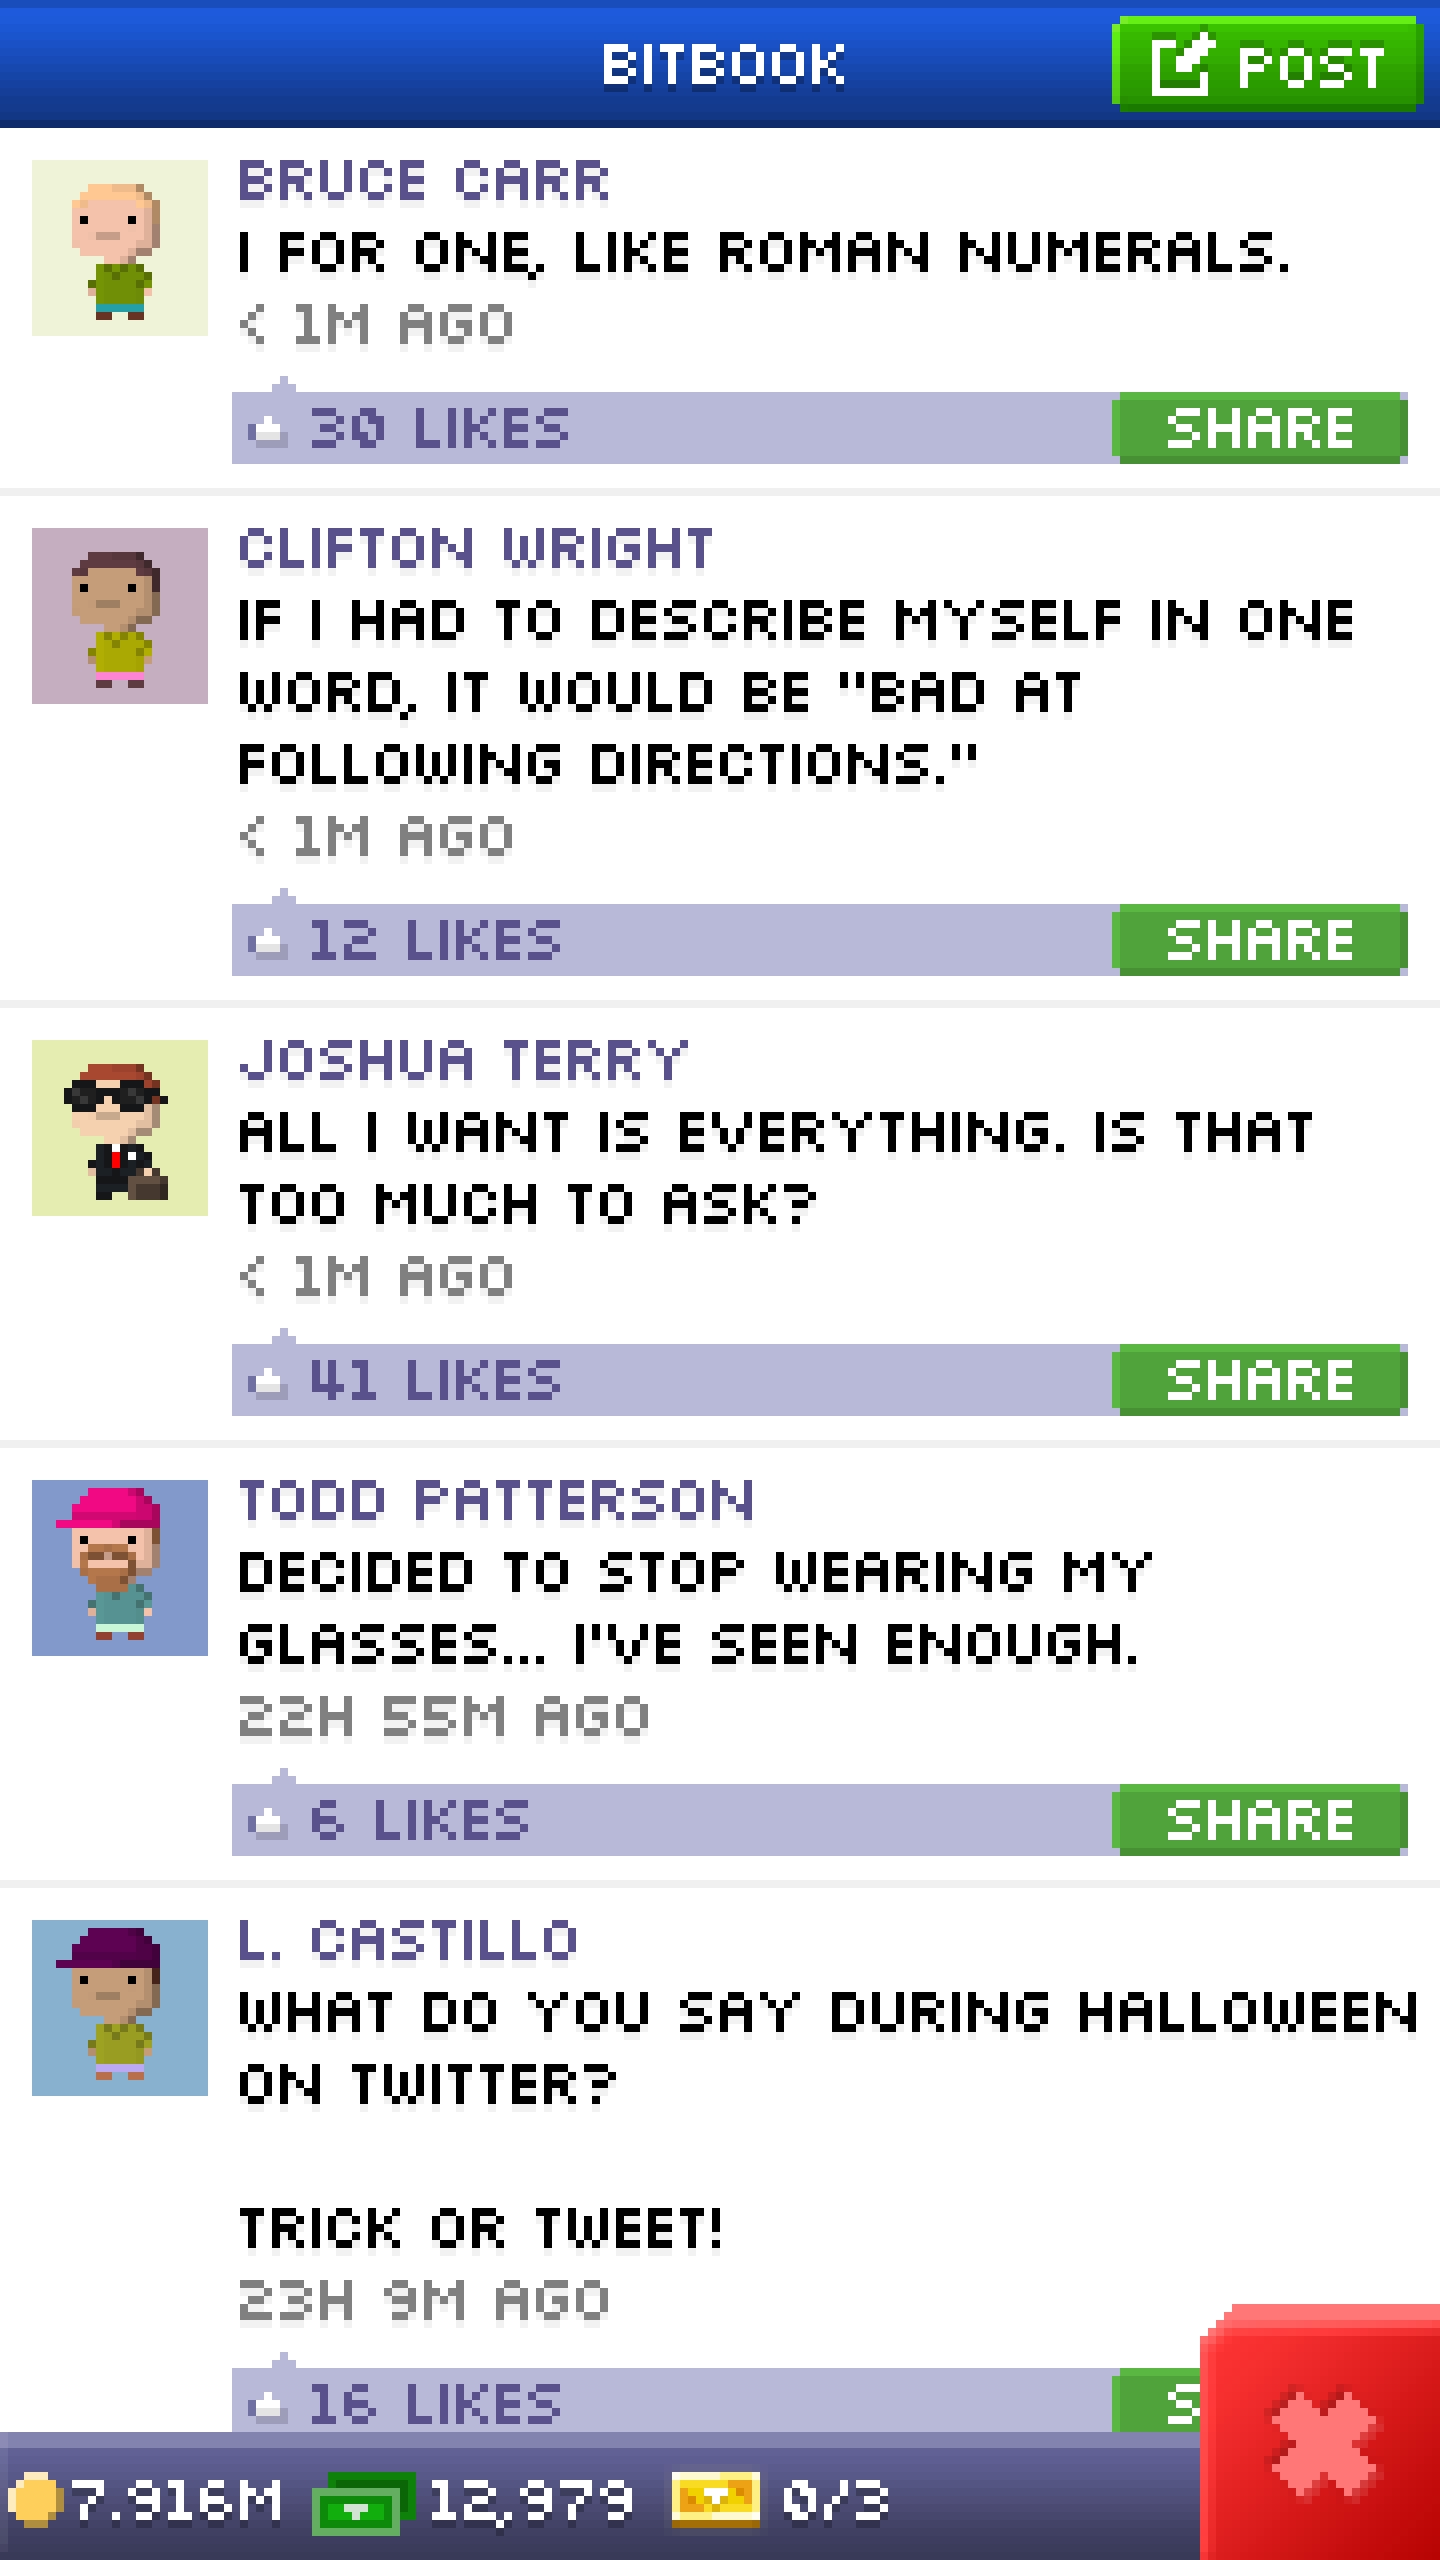 BITBOOK
POST
BRUCE CARR
I FOR ONE, LIKE ROMAN NUMERALS.
< 1M AGO
30 LIKES
SHARE
CLIFTON WRIGHT
IF I HAD TO DESCRIBE MYSELF IN ONE
WORD, IT WOULD BE "BAD AT
FOLLOWING DIRECTIONS."
< 1M AGO
12 LIKES
SHARE
JOSHUA TERRY
ALL I WANT IS EVERYTHING. IS THAT
TOO MUCH TO ASK?
< 1M AGO
41 LIKES
SHARE
TODD PATTERSON
DECIDED TO STOP WEARING MY
GLASSES... I'VE SEEN ENOUGH.
22H 55M AGO
6 LIKES
SHARE
L. CASTILLO
WHAT DO YOU SAY DURING HALLOWEEN
ON TWITTER?
TRICK OR TWEET!
23H 9M AGO
16 LIKES
7.916M 12,979 0/3